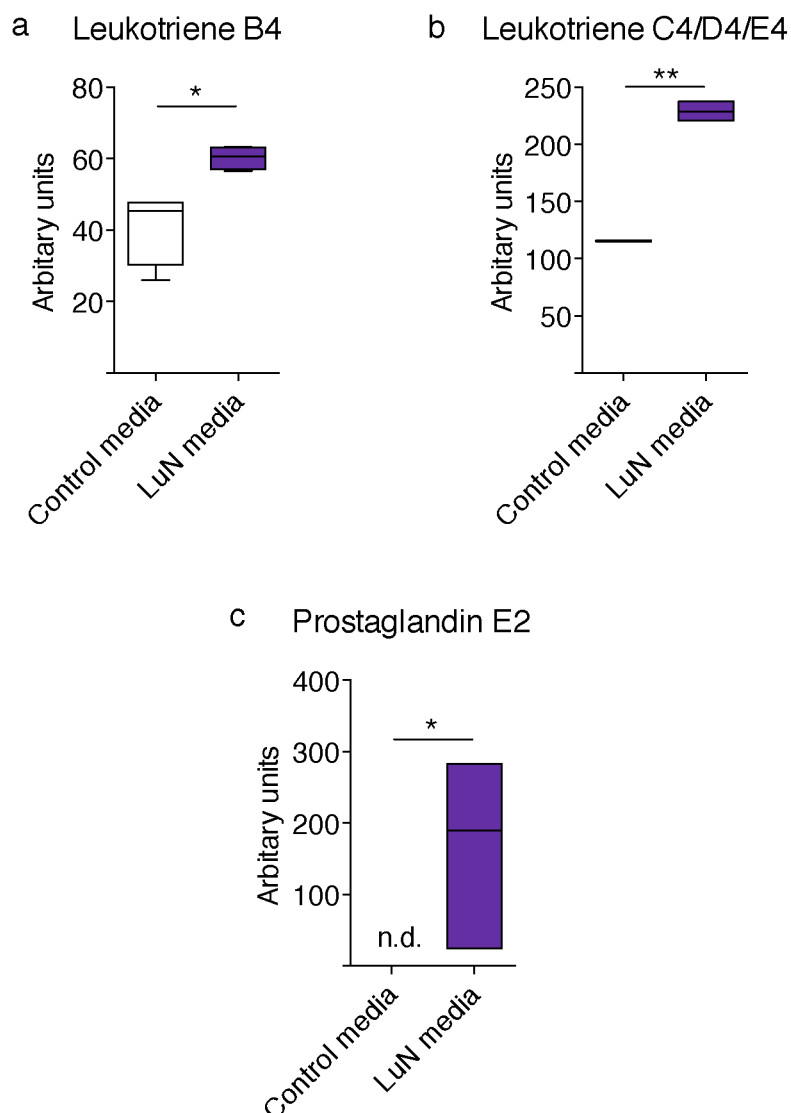 a Leukotriene B4
b Leukotriene C4/D4/E4
80
60
40
20
Arbitary units
*
Control media
LuN media
250
200
150
100
50
Arbitary units
**
Control media
LuN media
c Prostaglandin E2
400
300
200
100
Arbitary units
*
n.d.
Control media
LuN media